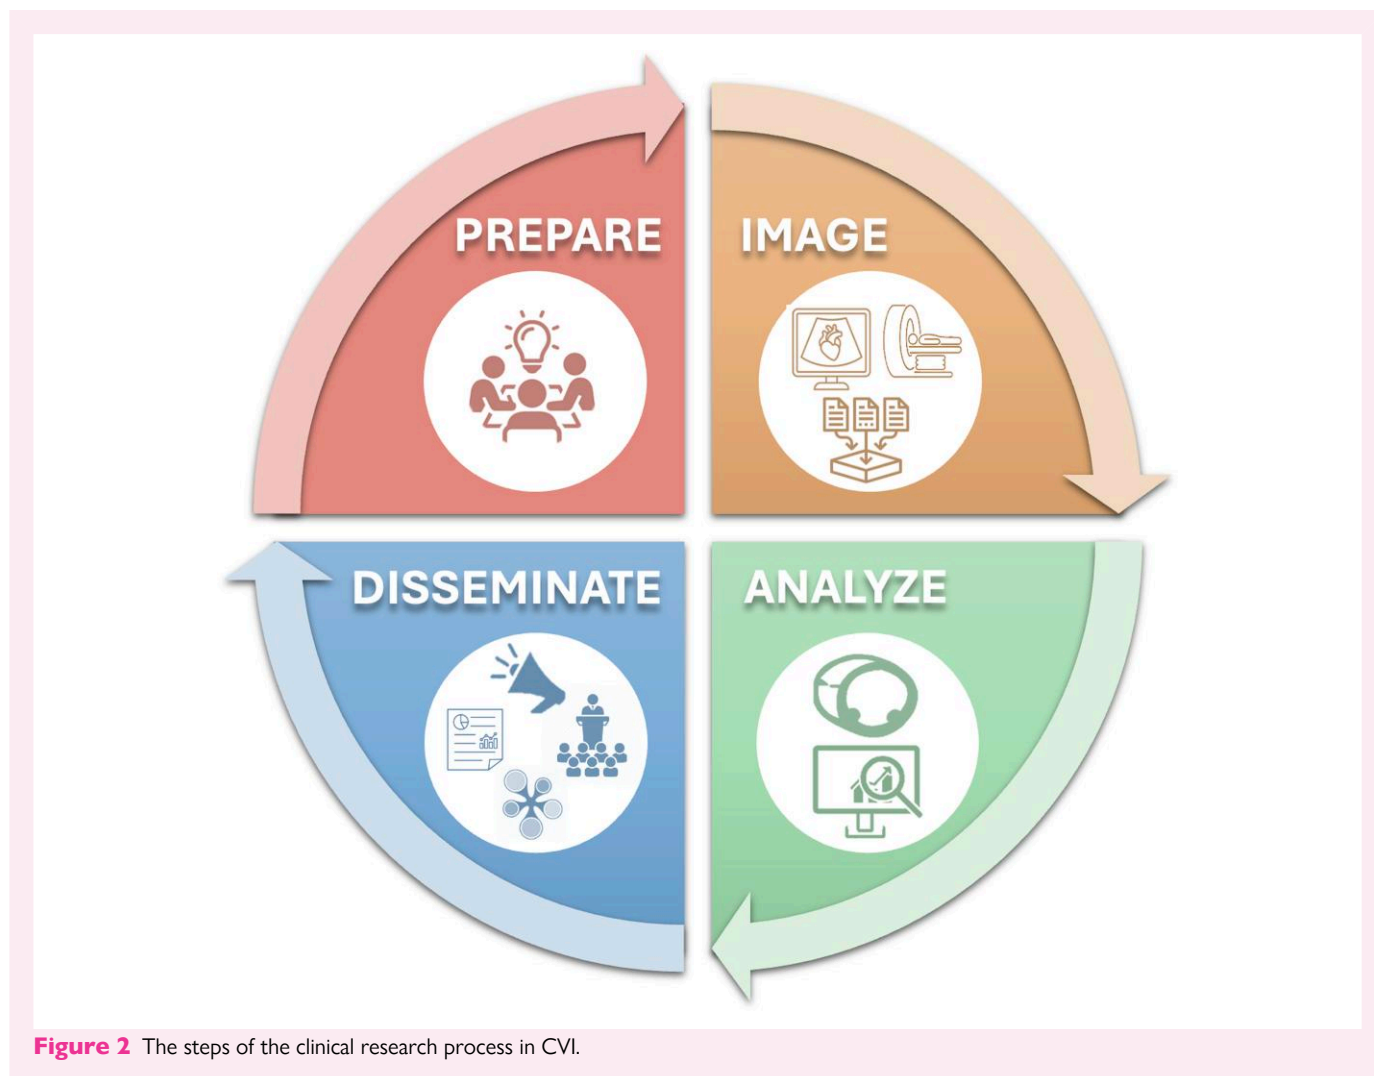 PREPARE
IMAGE
DISSEMINATE
ANALYZE
Figure 2 The steps of the clinical research process in CVI.